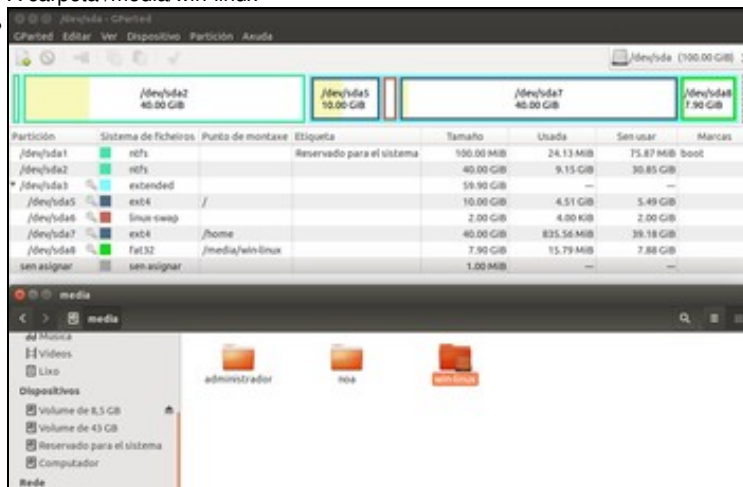 /dev/sda - GParted
GParted Editar Ver Dispositivo Partición Axuda
/dev/sda (100.00 GiB)
/dev/sda2
40.00 GiB
/dev/sda5
10.00 GiB
/dev/sda7
40.00 GiB
/dev/sda8
7.90 GiB
Partición Sistema de ficheiros Punto de montaxe Etiqueta Tamaño Usada Sen usar Marcas
/dev/sda1 ntfs Reservado para el sistema 100.00 MiB 24.13 MiB 75.87 MiB boot
/dev/sda2 ntfs 40.00 GiB 9.15 GiB 30.85 GiB
/dev/sda3 extended 59.90 GiB — —
/dev/sda5 ext4 / 10.00 GiB 4.51 GiB 5.49 GiB
/dev/sda6 linux-swap 2.00 GiB 4.00 KiB 2.00 GiB
/dev/sda7 ext4 /home 40.00 GiB 835.56 MiB 39.18 GiB
/dev/sda8 fat32 /media/win-linux 7.90 GiB 15.79 MiB 7.88 GiB
sen asignar sen asignar 1.00 MiB — —
media
media
Música
Vídeos
Lixo
Dispositivos
Volume de 8,5 GB
Volume de 43 GB
Reservado para el sistema
Computador
Rede
administrador
noa
win-linux